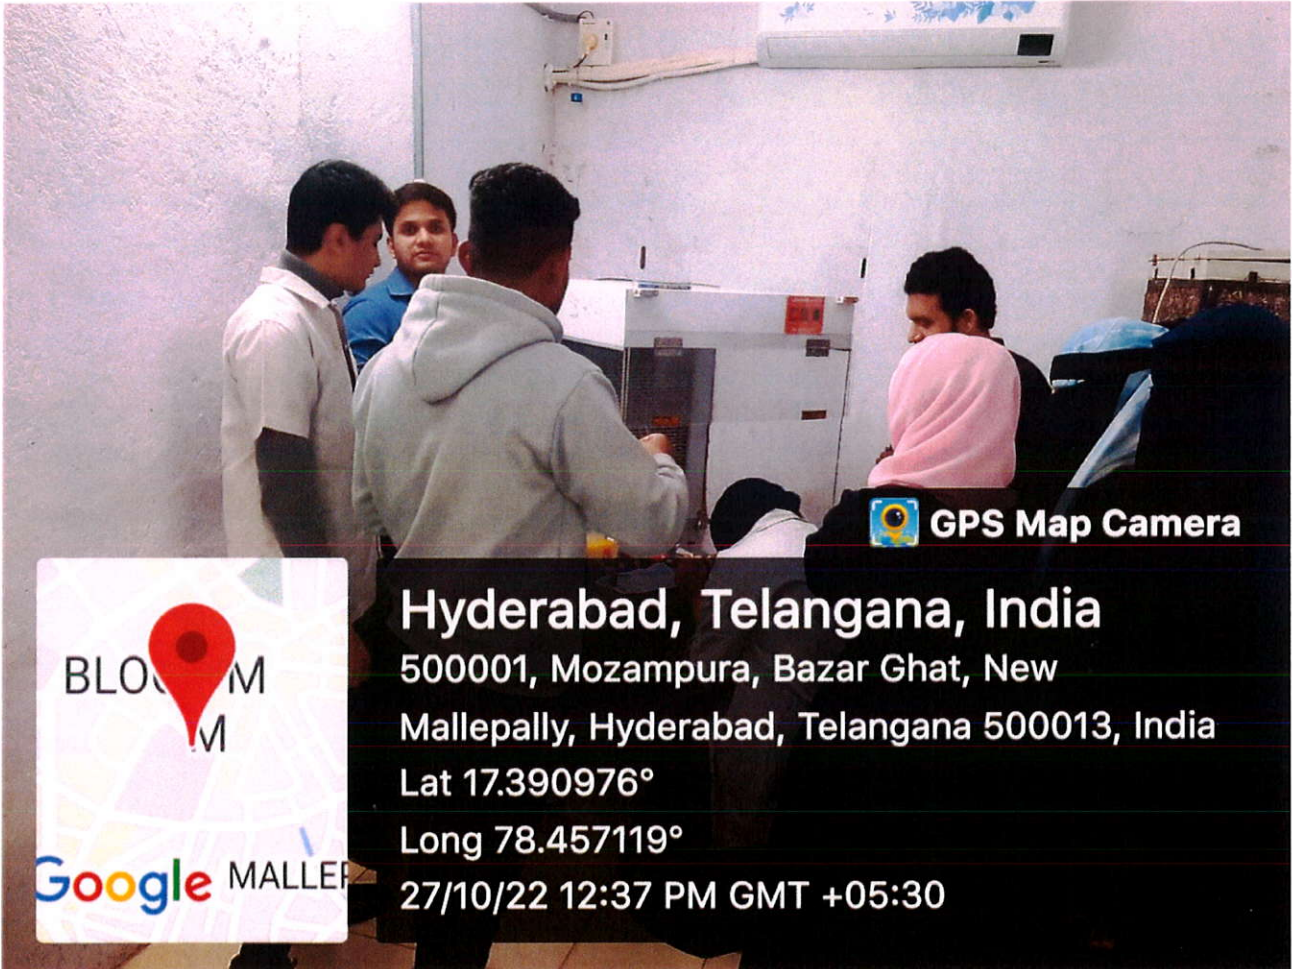 GPS Map Camera
Hyderabad, Telangana, India
500001, Mozampura, Bazar Ghat, New
Mallepally, Hyderabad, Telangana 500013, India
Lat 17.390976°
Long 78.457119°
27/10/22 12:37 PM GMT +05:30
Google